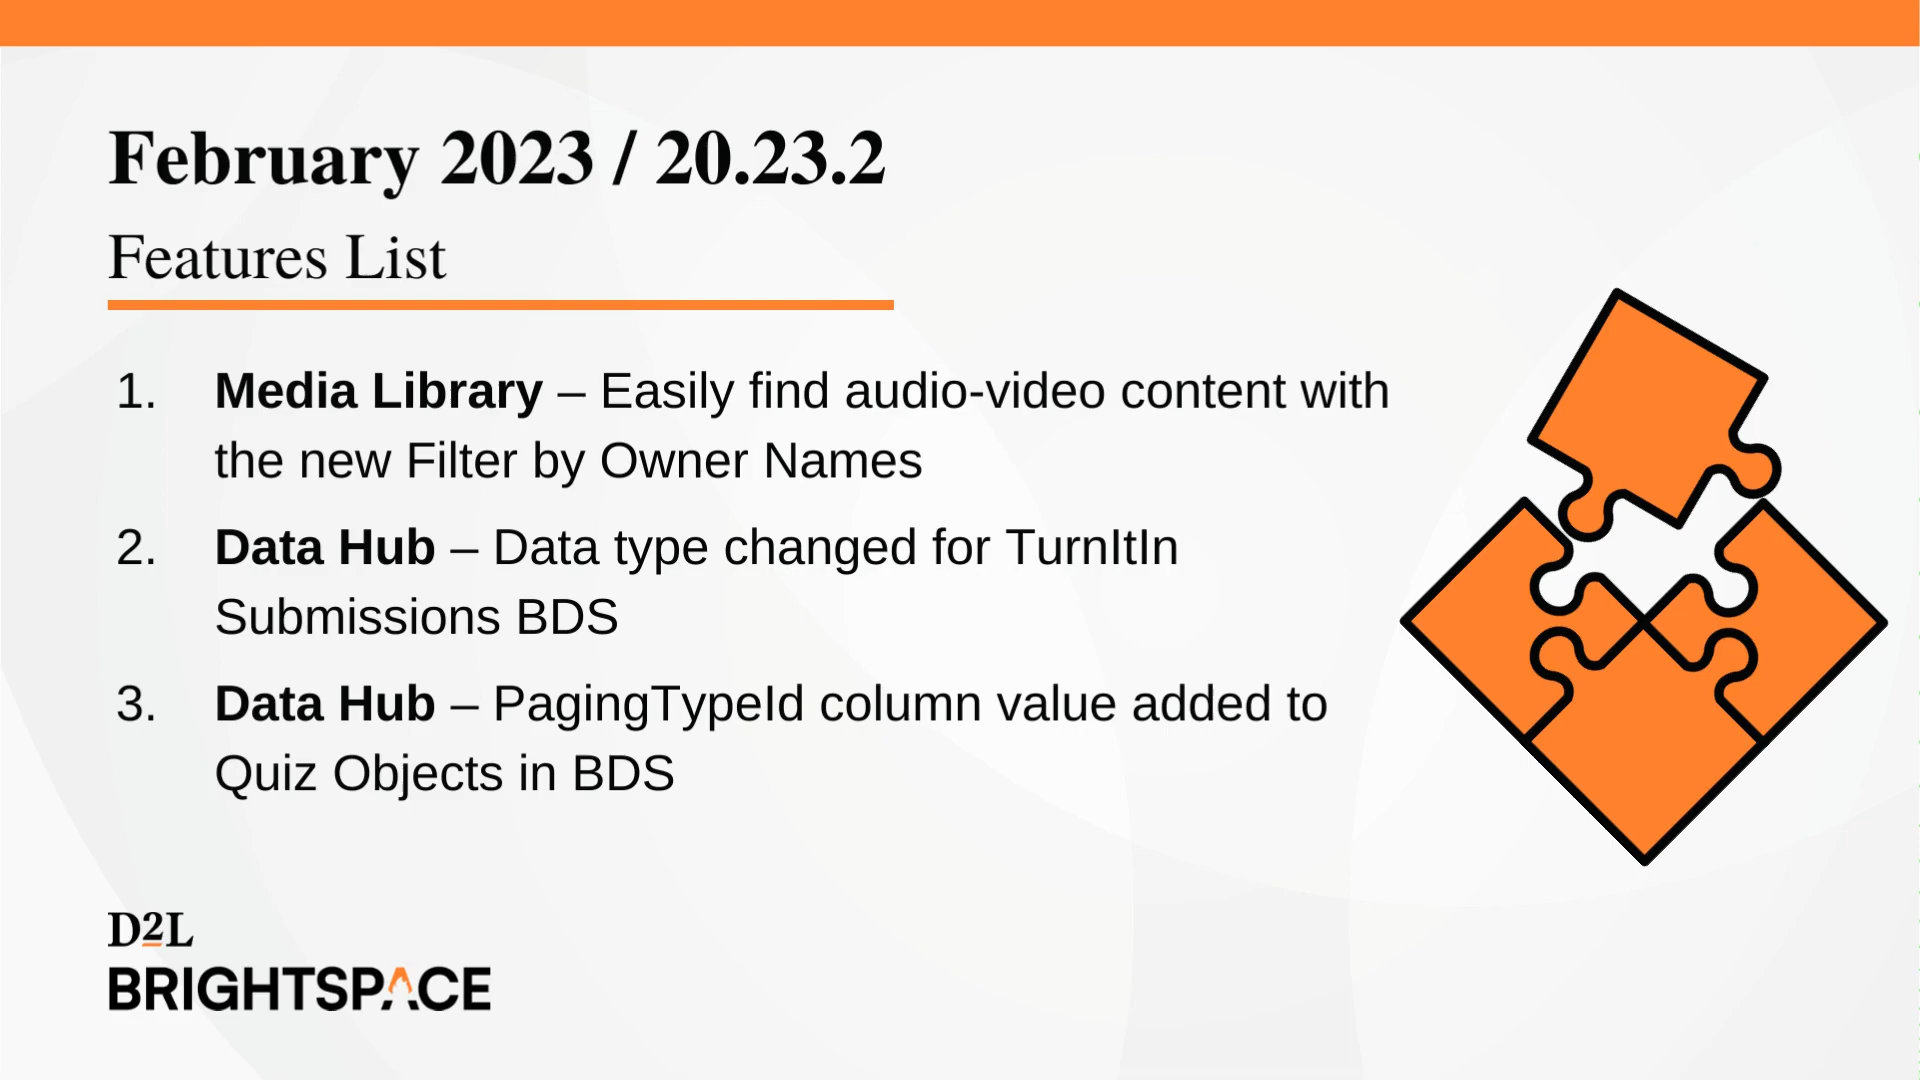 February 2023 / 20.23.2
Features List
1. Media Library – Easily find audio-video content with
the new Filter by Owner Names
2. Data Hub – Data type changed for TurnItIn
Submissions BDS
3. Data Hub – PagingTypeId column value added to
Quiz Objects in BDS
D2L
BRIGHTSPACE